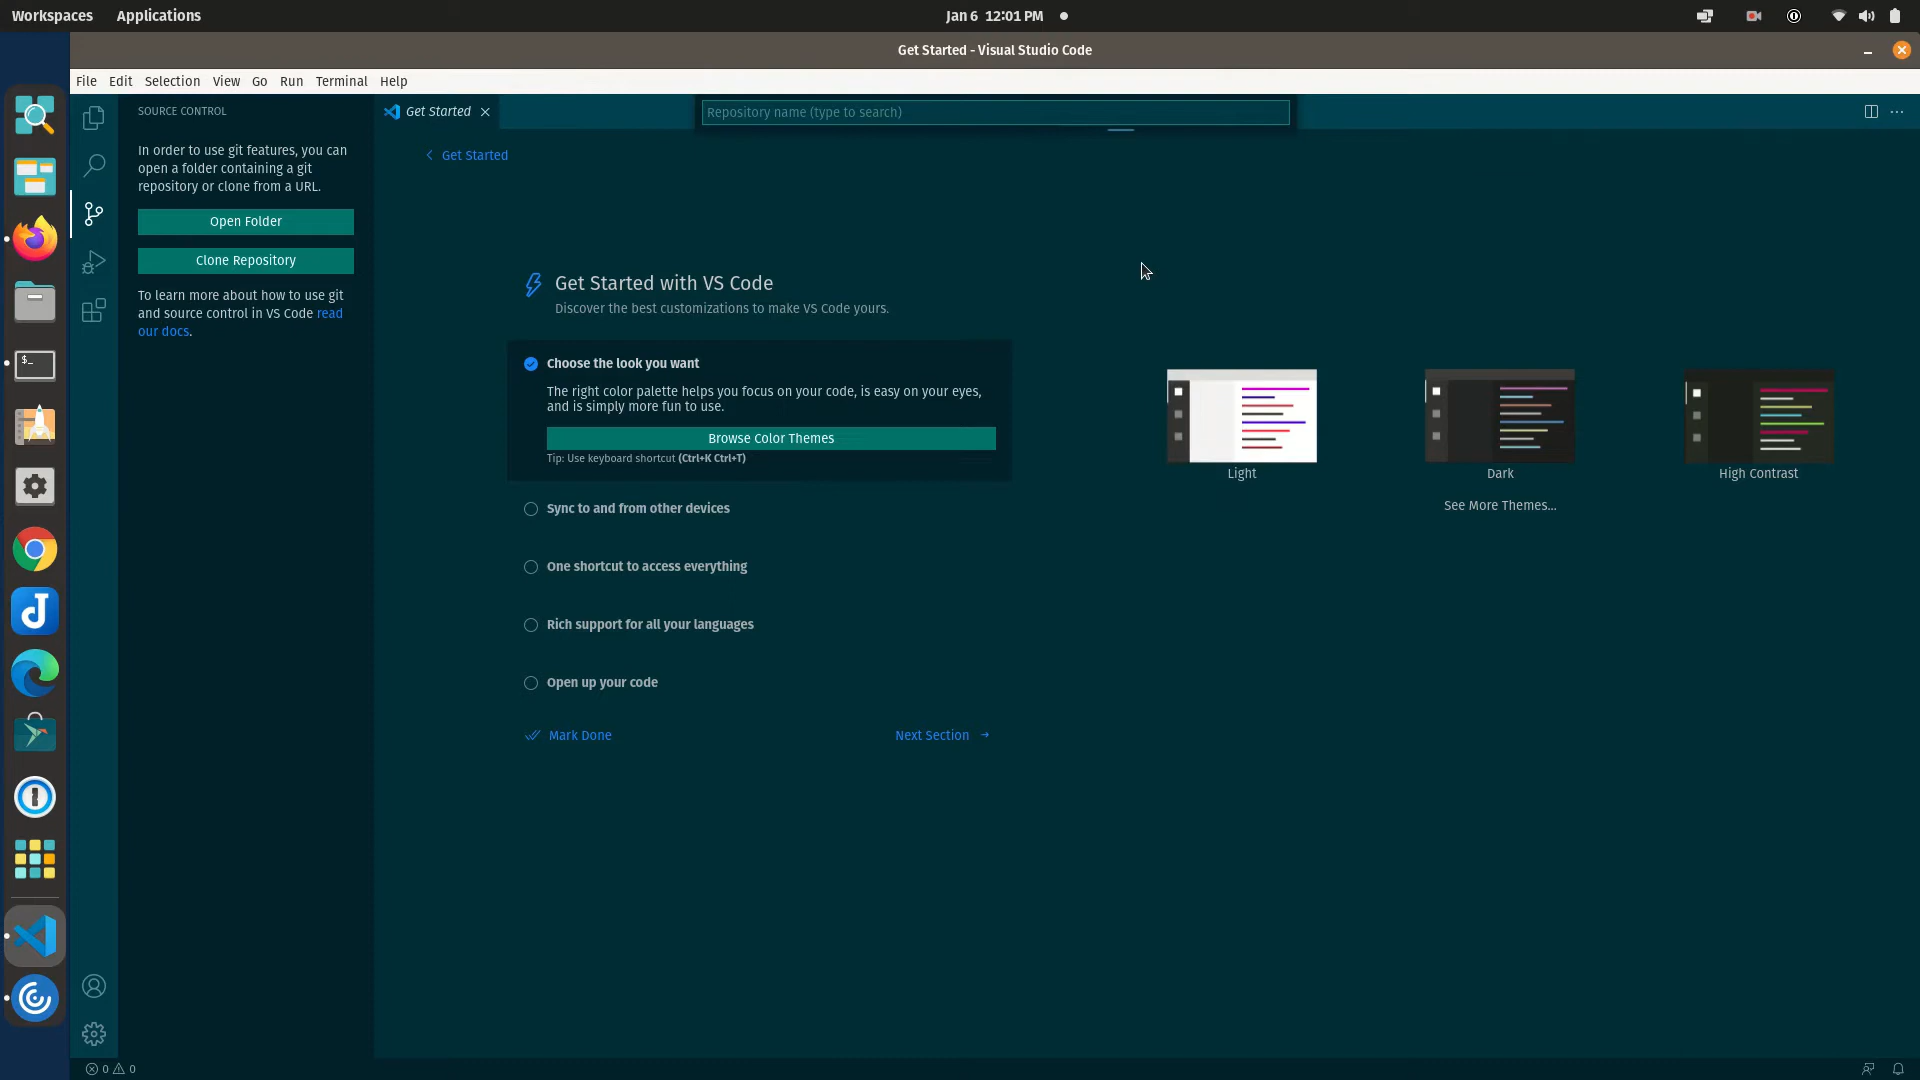 Workspaces Applications Jan 6 12:01 PM
Get Started - Visual Studio Code
File Edit Selection View Go Run Terminal Help
SOURCE CONTROL
In order to use git features, you can
open a folder containing a git
repository or clone from a URL.
Open Folder
Clone Repository
To learn more about how to use git
and source control in VS Code read
our docs.
Get Started
Repository name (type to search)
Get Started
Get Started with VS Code
Discover the best customizations to make VS Code yours.
Choose the look you want
The right color palette helps you focus on your code, is easy on your eyes,
and is simply more fun to use.
Browse Color Themes
Tip: Use keyboard shortcut (Ctrl+K Ctrl+T)
Sync to and from other devices
One shortcut to access everything
Rich support for all your languages
Open up your code
Mark Done
Next Section
Light
Dark
High Contrast
See More Themes...
0 0